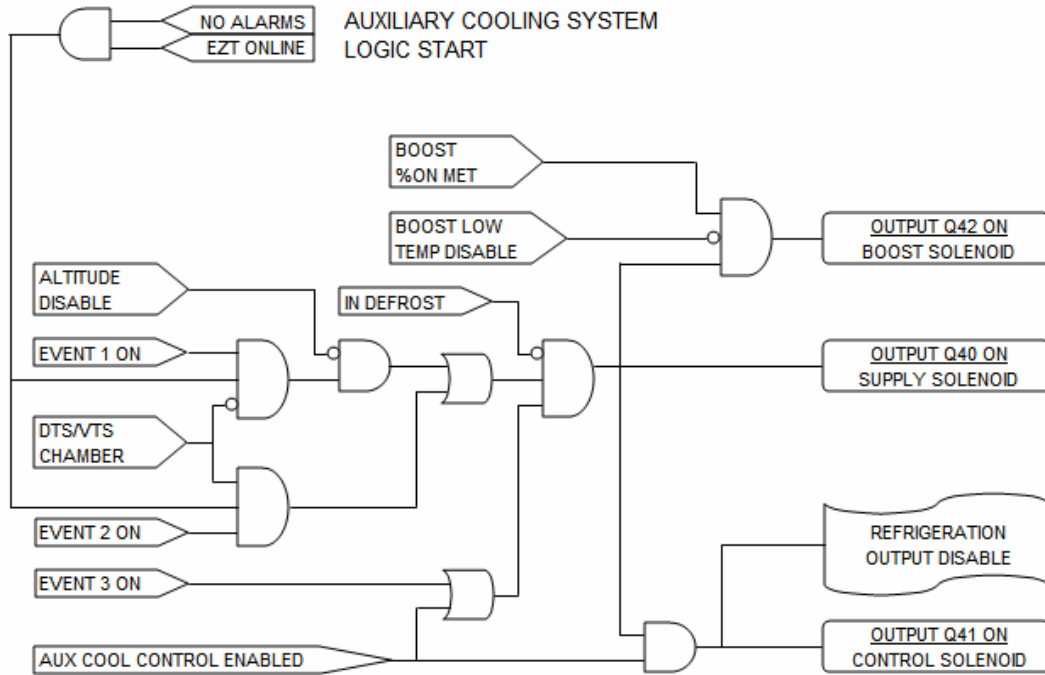 NO ALARMS
EZT ONLINE
AUXILIARY COOLING SYSTEM
LOGIC START
BOOST
%ON MET
BOOST LOW
TEMP DISABLE
OUTPUT Q42 ON
BOOST SOLENOID
ALTITUDE
DISABLE
IN DEFROST
EVENT 1 ON
OUTPUT Q40 ON
SUPPLY SOLENOID
DTS/VTS
CHAMBER
EVENT 2 ON
REFRIGERATION
OUTPUT DISABLE
EVENT 3 ON
AUX COOL CONTROL ENABLED
OUTPUT Q41 ON
CONTROL SOLENOID